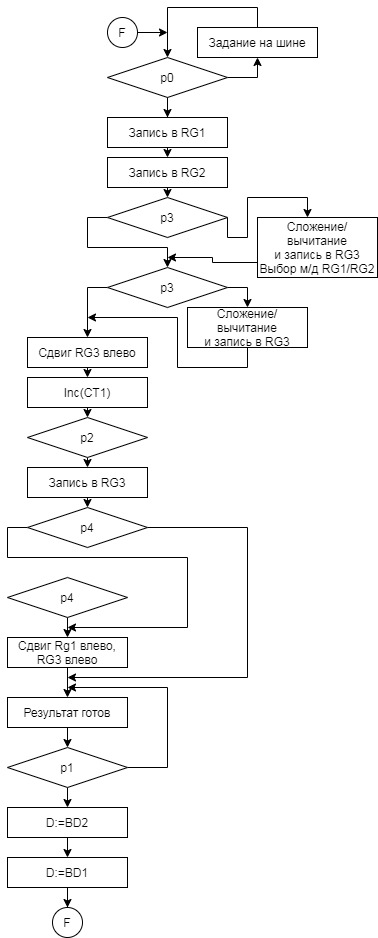 F
Задание на шине
p0
Запись в RG1
Запись в RG2
p3
Сложение/
вычитание
и запись в RG3
Выбор м/д RG1/RG2
p3
Сложение/
вычитание
и запись в RG3
Сдвиг RG3 влево
Inc(CT1)
p2
Запись в RG3
p4
p4
Сдвиг Rg1 влево,
RG3 влево
Результат готов
p1
D:=BD2
D:=BD1
F